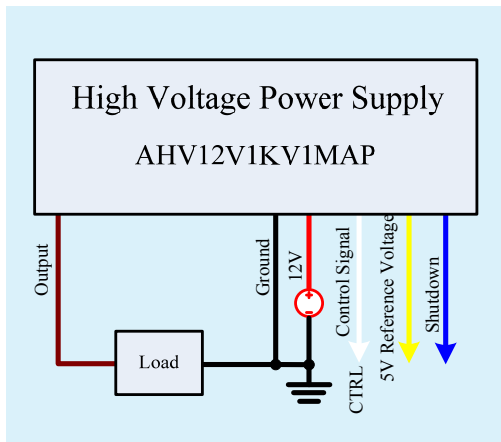 High Voltage Power Supply
AHV12V1KV1MAP
Output
Ground
12V
Control Signal
5V Reference Voltage
Shutdown
Load
CTRL